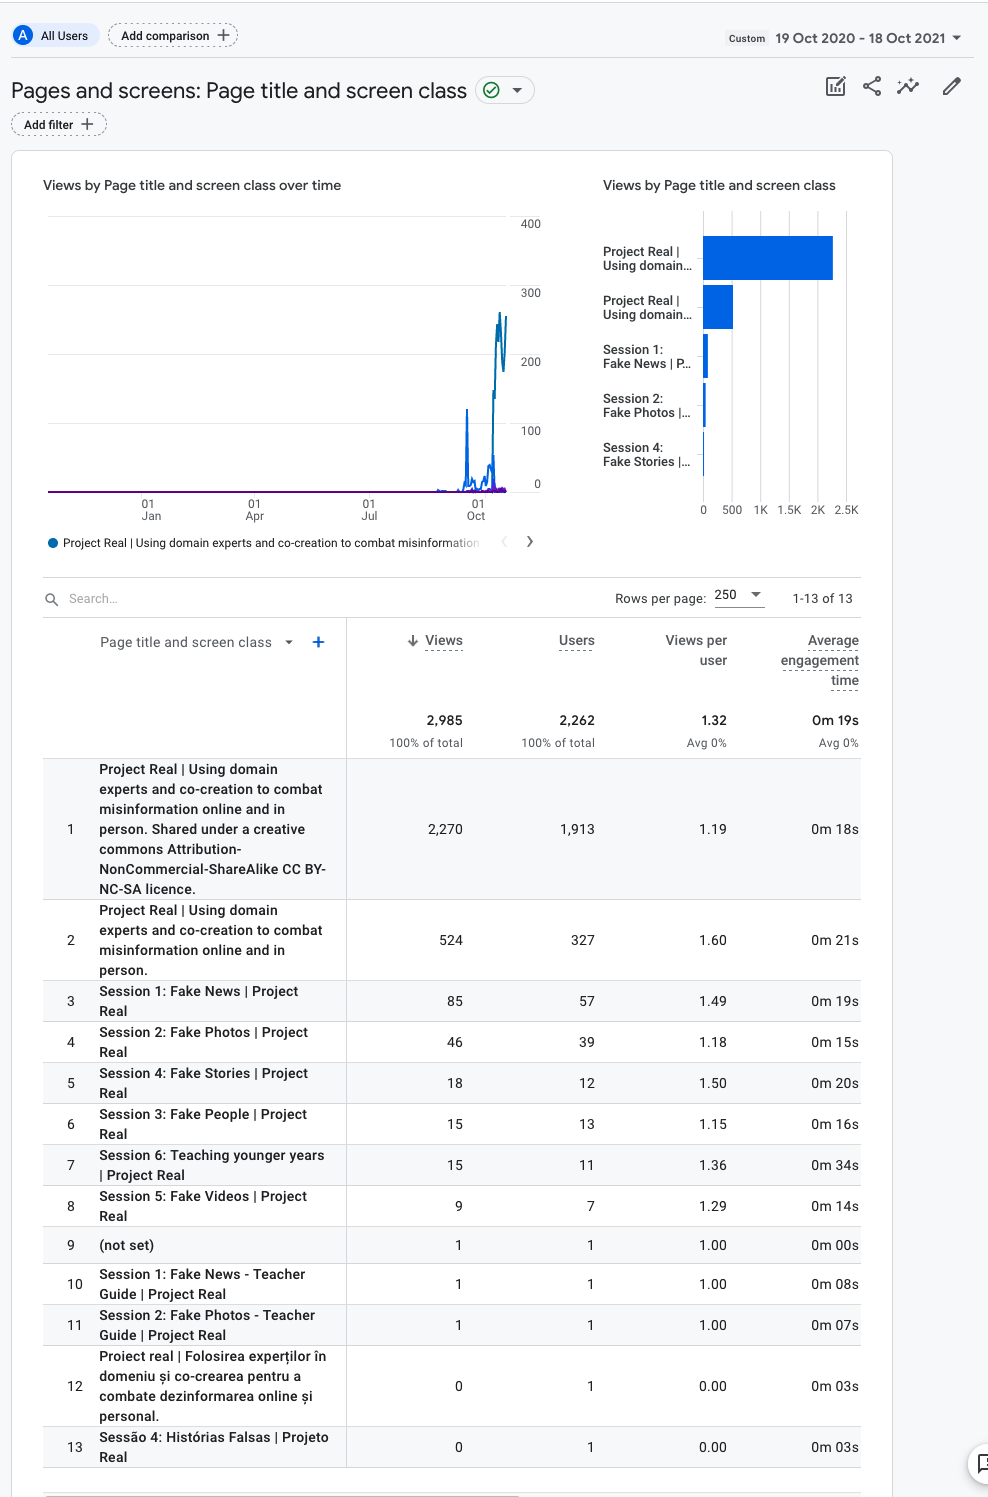 A All Users
Add comparison +
Custom 19 Oct 2020 - 18 Oct 2021
Pages and screens: Page title and screen class
Add filter +
Views by Page title and screen class over time
400
300
200
100
0
01 Jan
01 Apr
01 Jul
01 Oct
Project Real | Using domain experts and co-creation to combat misinformation
Views by Page title and screen class
Project Real |
Using domain...
Project Real |
Using domain...
Session 1:
Fake News | P...
Session 2:
Fake Photos |...
Session 4:
Fake Stories |...
0 500 1K 1.5K 2K 2.5K
Search...
Rows per page: 250
1-13 of 13
Page title and screen class +
Views
Users
Views per
user
Average
engagement
time
2,985 2,262 1.32 0m 19s
100% of total 100% of total Avg 0% Avg 0%
Project Real | Using domain
experts and co-creation to combat
misinformation online and in
1 person. Shared under a creative 2,270 1,913 1.19 0m 18s
commons Attribution-
NonCommercial-ShareAlike CC BY-
NC-SA licence.
Project Real | Using domain
experts and co-creation to combat
2 misinformation online and in 524 327 1.60 0m 21s
person.
3 Session 1: Fake News | Project 85 57 1.49 0m 19s
Real
4 Session 2: Fake Photos | Project 46 39 1.18 0m 15s
Real
5 Session 4: Fake Stories | Project 18 12 1.50 0m 20s
Real
6 Session 3: Fake People | Project 15 13 1.15 0m 16s
Real
7 Session 6: Teaching younger years 15 11 1.36 0m 34s
| Project Real
8 Session 5: Fake Videos | Project 9 7 1.29 0m 14s
Real
9 (not set) 1 1 1.00 0m 00s
10 Session 1: Fake News - Teacher 1 1 1.00 0m 08s
Guide | Project Real
11 Session 2: Fake Photos - Teacher 1 1 1.00 0m 07s
Guide | Project Real
Proiect real | Folosirea experților în
domeniu și co-crearea pentru a
12 combate dezinformarea online și 0 1 0.00 0m 03s
personal.
13 Sessão 4: Histórias Falsas | Projeto 0 1 0.00 0m 03s
Real